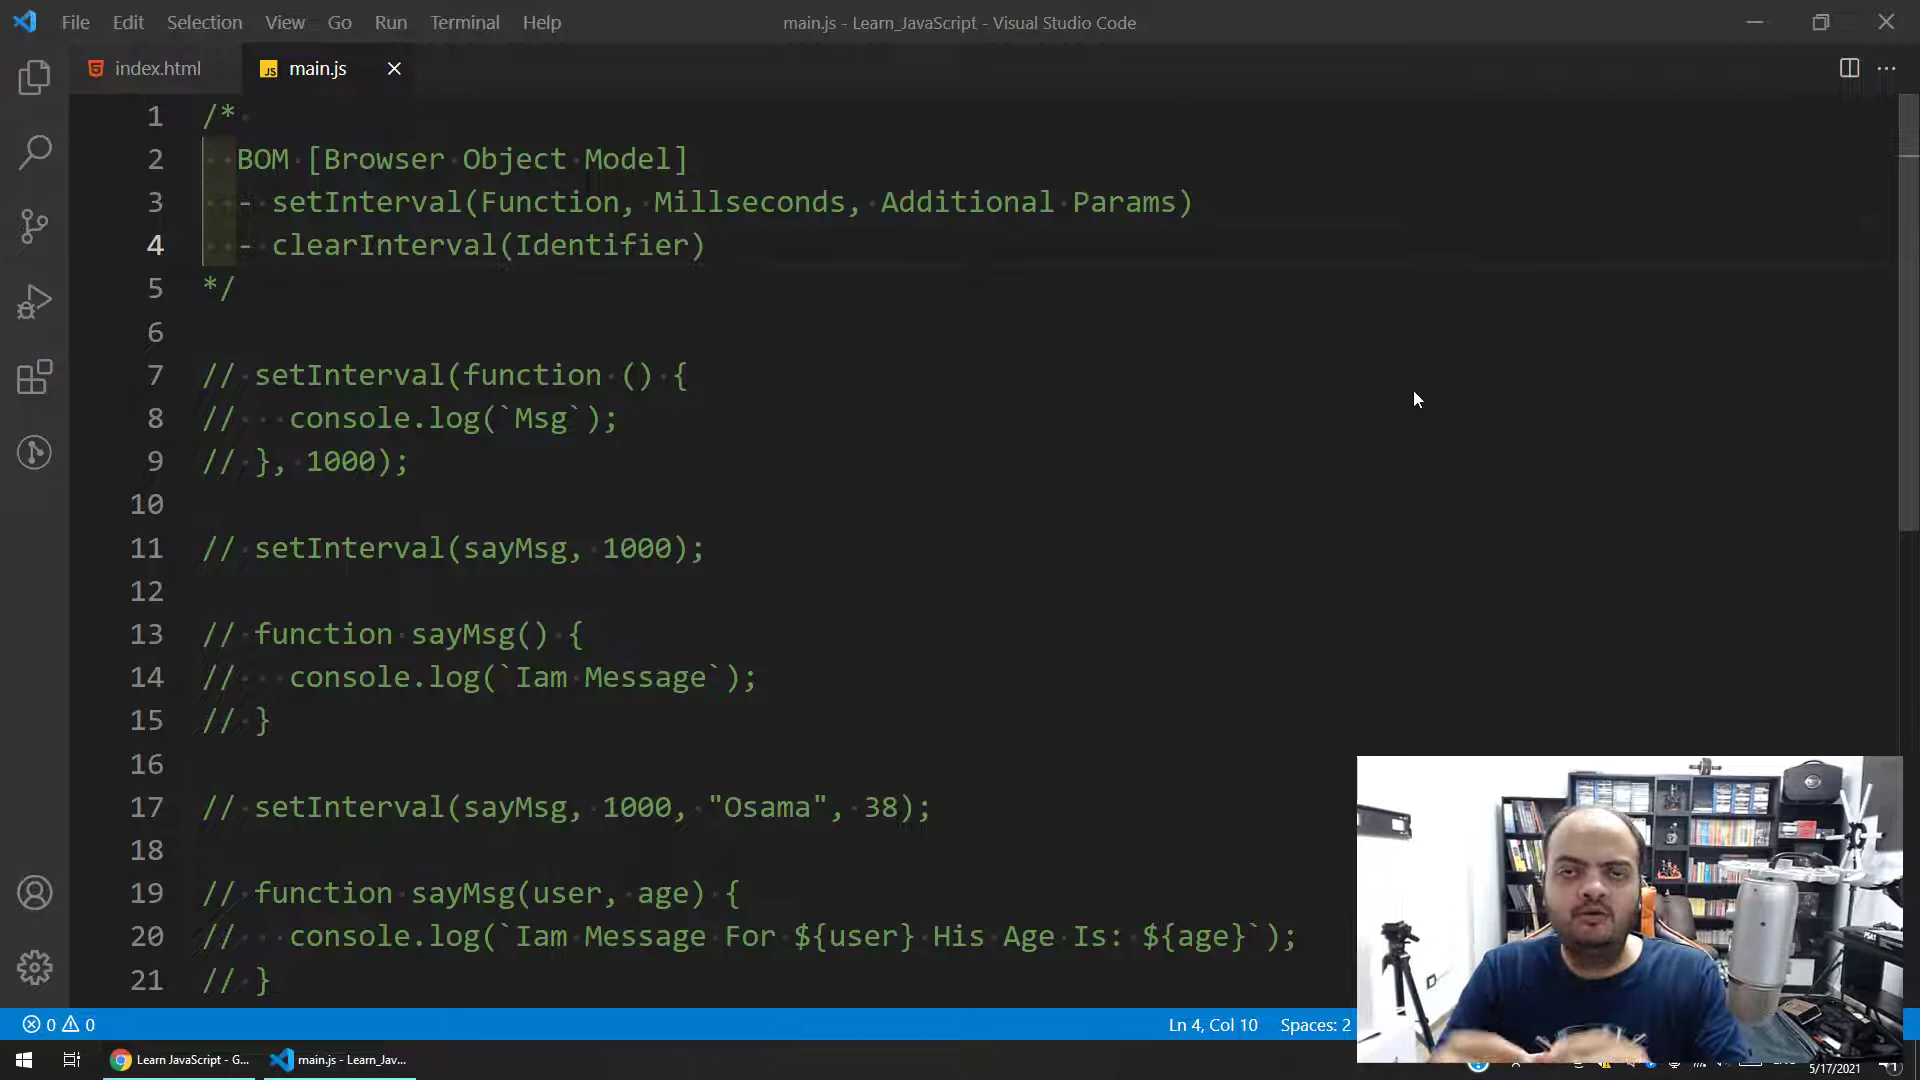 File Edit Selection View Go Run Terminal Help
main.js - Learn_JavaScript - Visual Studio Code
index.html
JS main.js
1 /*
2 BOM [Browser Object Model]
3 - setInterval(Function, Millseconds, Additional Params)
4 - clearInterval(Identifier)
5 */
6
7 // setInterval(function () {
8 //   console.log(`Msg`);
9 // }, 1000);
10
11 // setInterval(sayMsg, 1000);
12
13 // function sayMsg() {
14 //   console.log(`Iam Message`);
15 // }
16
17 // setInterval(sayMsg, 1000, "Osama", 38);
18
19 // function sayMsg(user, age) {
20 //   console.log(`Iam Message For ${user} His Age Is: ${age}`);
21 // }
0 0
Ln 4, Col 10 Spaces: 2
Learn JavaScript - G...
main.js - Learn_Jav...
5/17/2021